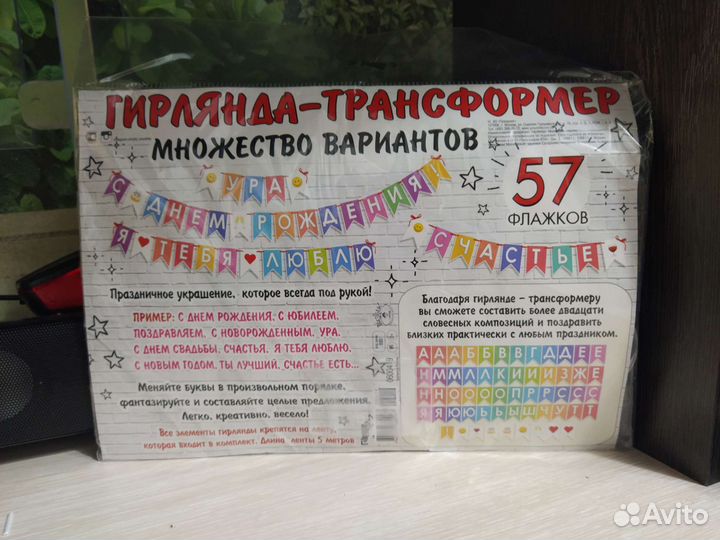 ГИРЛЯНДА-ТРАНСФОРМЕР
МНОЖЕСТВО ВАРИАНТОВ
УРА
С ДНЕМ РОЖДЕНИЯ!
Я ТЕБЯ ЛЮБЛЮ
СЧАСТЬЕ
57
ФЛАЖКОВ
Праздничное украшение, которое всегда под рукой!
ПРИМЕР: С ДНЕМ РОЖДЕНИЯ, С ЮБИЛЕЕМ,
ПОЗДРАВЛЯЕМ, С НОВОРОЖДЕННЫМ, УРА,
С ДНЕМ СВАДЬБЫ, СЧАСТЬЯ, Я ТЕБЯ ЛЮБЛЮ,
С НОВЫМ ГОДОМ, ТЫ ЛУЧШИЙ, СЧАСТЬЕ ЕСТЬ...
Меняйте буквы в произвольном порядке,
фантазируйте и составляйте целые предложения.
Легко, креативно, весело!
Все элементы гирлянды крепятся на ленту,
которая входит в комплект. Длина ленты 5 метров
Благодаря гирлянде - трансформеру
вы сможете составить более двадцати
словесных композиций и поздравить
близких практически с любым праздником.
АААБББВВГДДЕЕ
НММЛЛККИИИЗЖЕ
ННООООПРРССС
ЯЯЮЮЬЫШЧУТТ
Avito